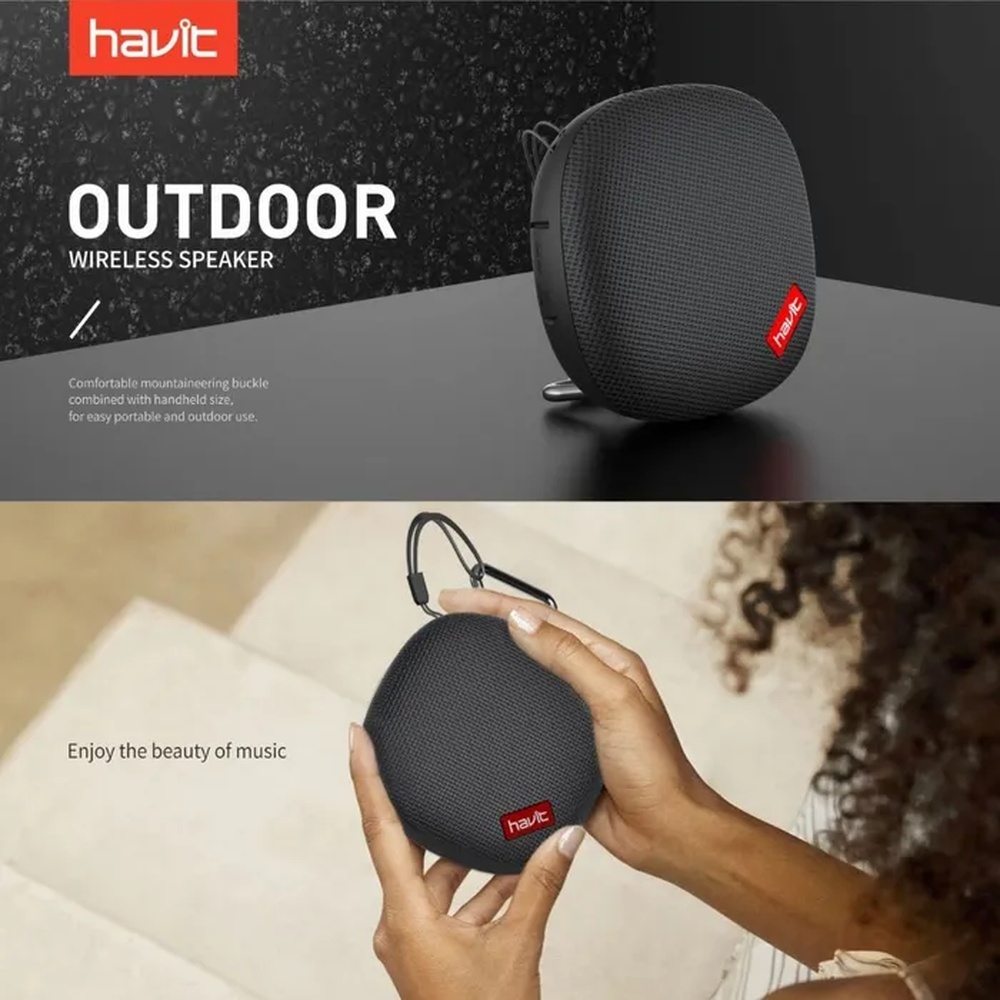 havit
OUTDOOR
WIRELESS SPEAKER
Comfortable mountaineering buckle
combined with handheld size,
for easy portable and outdoor use.
havit
Enjoy the beauty of music
havit